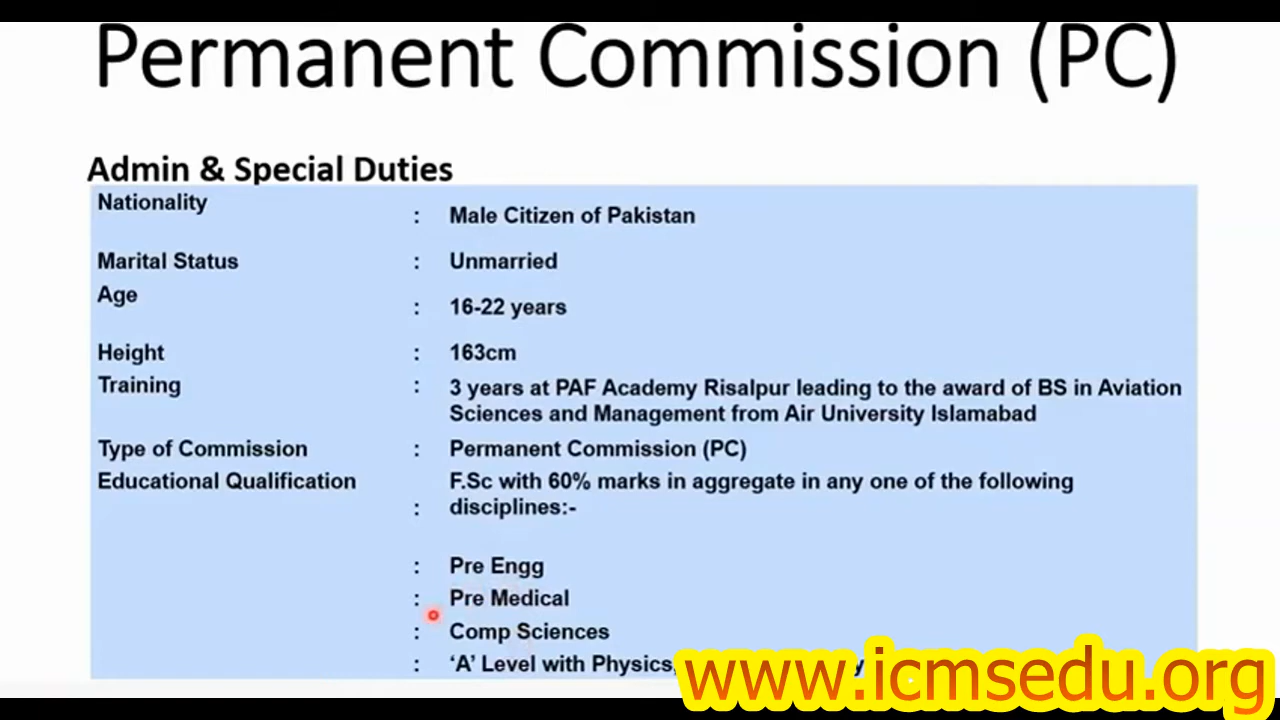 Permanent Commission (PC)
Admin & Special Duties
Nationality : Male Citizen of Pakistan
Marital Status : Unmarried
Age : 16-22 years
Height : 163cm
Training : 3 years at PAF Academy Risalpur leading to the award of BS in Aviation
Sciences and Management from Air University Islamabad
Type of Commission : Permanent Commission (PC)
Educational Qualification F.Sc with 60% marks in aggregate in any one of the following
: disciplines:-
: Pre Engg
: Pre Medical
: Comp Sciences
: ‘A’ Level with Physics,
www.icmsedu.org